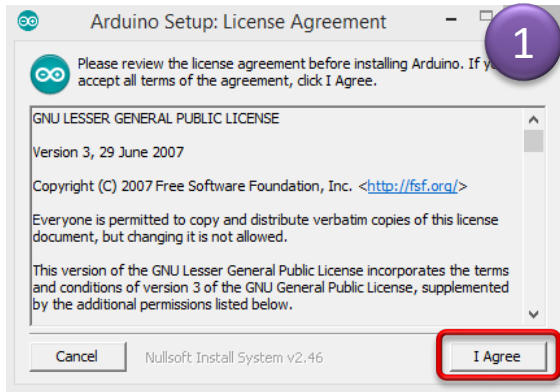 Arduino Setup: License Agreement
1
Please review the license agreement before installing Arduino. If
accept all terms of the agreement, click I Agree.
GNU LESSER GENERAL PUBLIC LICENSE
Version 3, 29 June 2007
Copyright (C) 2007 Free Software Foundation, Inc. <http://fsf.org/>
Everyone is permitted to copy and distribute verbatim copies of this license
document, but changing it is not allowed.
This version of the GNU Lesser General Public License incorporates the terms
and conditions of version 3 of the GNU General Public License, supplemented
by the additional permissions listed below.
Cancel
Nullsoft Install System v2.46
I Agree